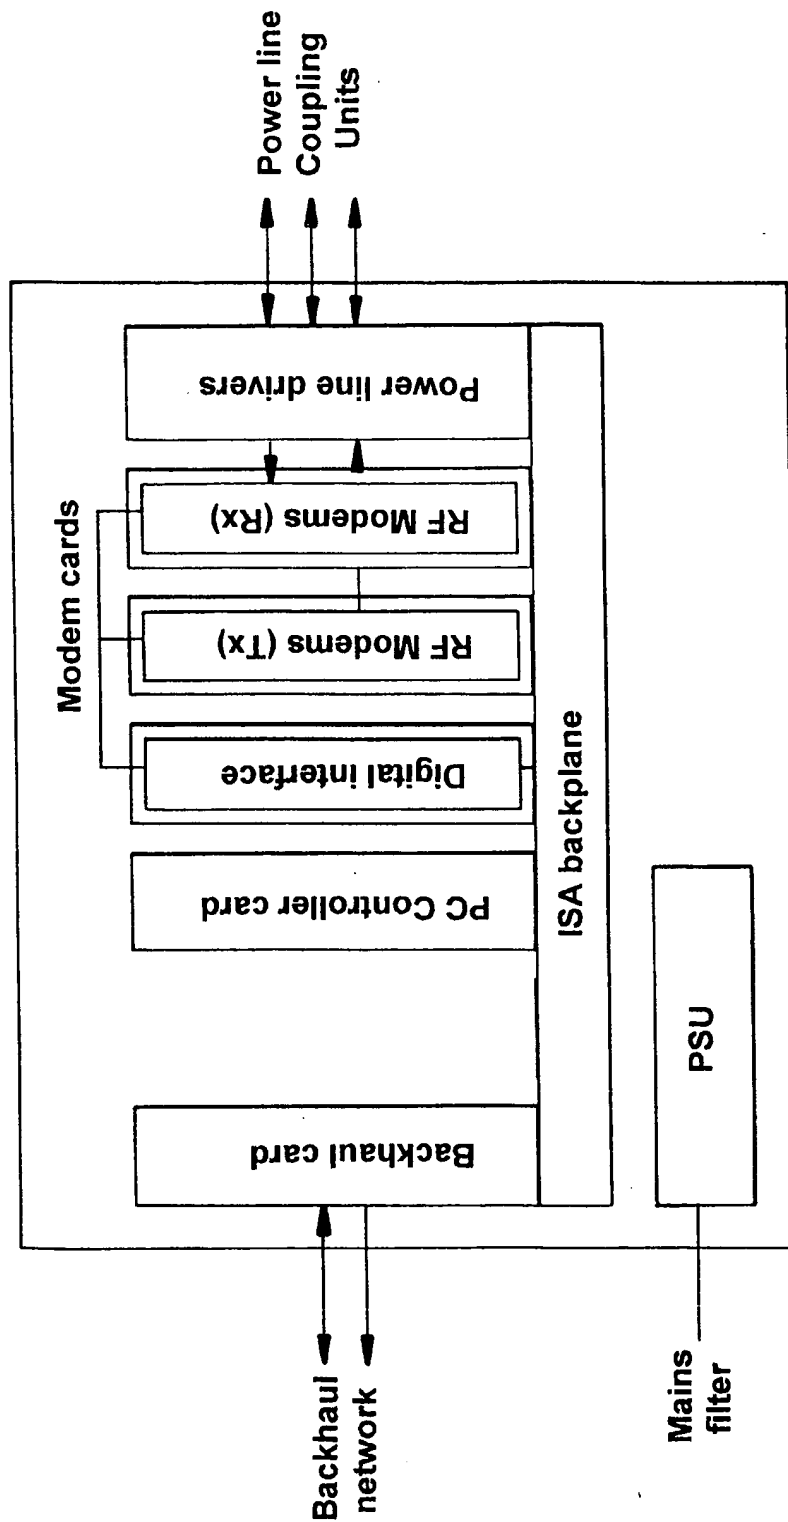 Power line
Coupling
Units
Modem cards
Power line drivers
RF Modems (Rx)
RF Modems (Tx)
Digital interface
PC Controller card
Backhaul card
ISA backplane
PSU
Backhaul
network
Mains
filter